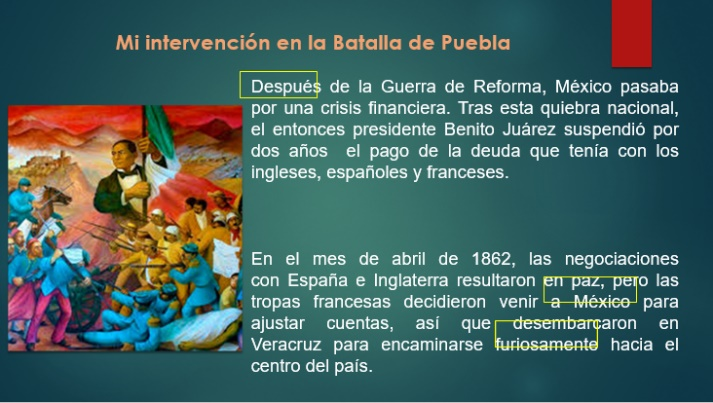 Mi intervención en la Batalla de Puebla
Después de la Guerra de Reforma, México pasaba
por una crisis financiera. Tras esta quiebra nacional,
el entonces presidente Benito Juárez suspendió por
dos años el pago de la deuda que tenía con los
ingleses, españoles y franceses.
En el mes de abril de 1862, las negociaciones
con España e Inglaterra resultaron en paz, pero las
tropas francesas decidieron venir a México para
ajustar cuentas, así que desembarcaron en
Veracruz para encaminarse furiosamente hacia el
centro del país.